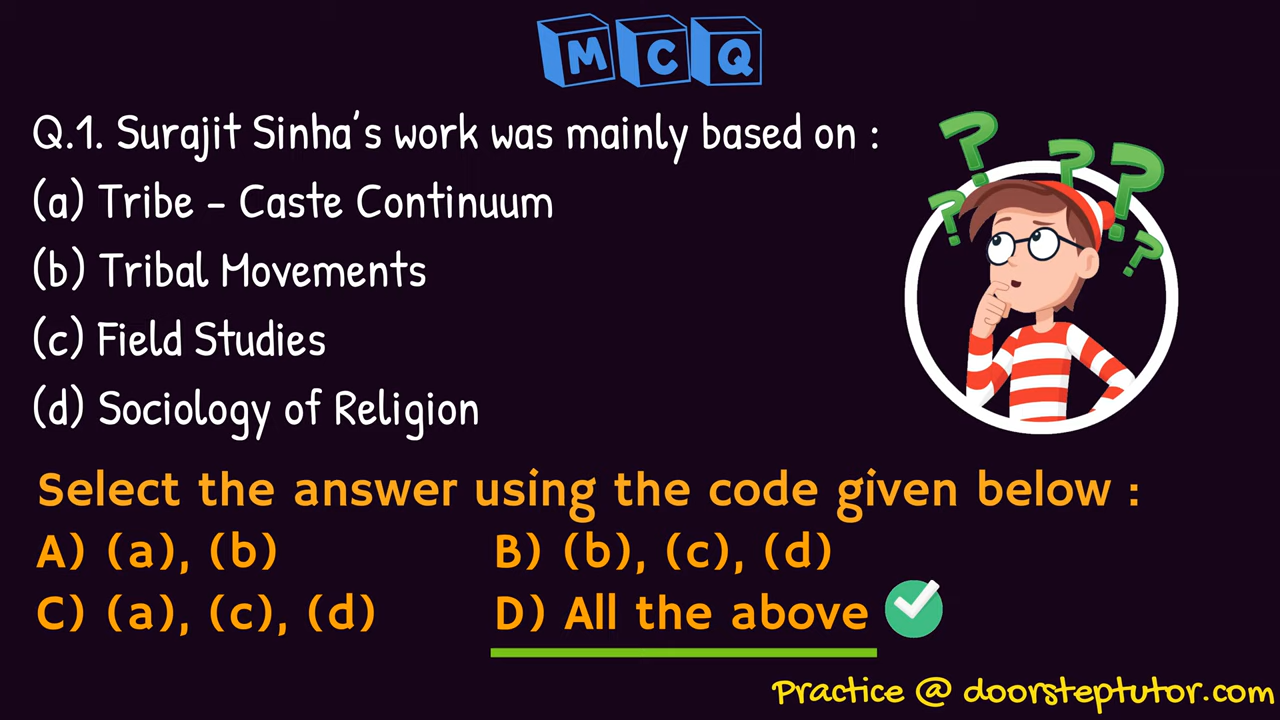 MCQ
Q.1. Surajit Sinha's work was mainly based on :
(a) Tribe - Caste Continuum
(b) Tribal Movements
(c) Field Studies
(d) Sociology of Religion
Select the answer using the code given below :
A) (a), (b) B) (b), (c), (d)
C) (a), (c), (d) D) All the above
Practice @ doorsteptutor.com